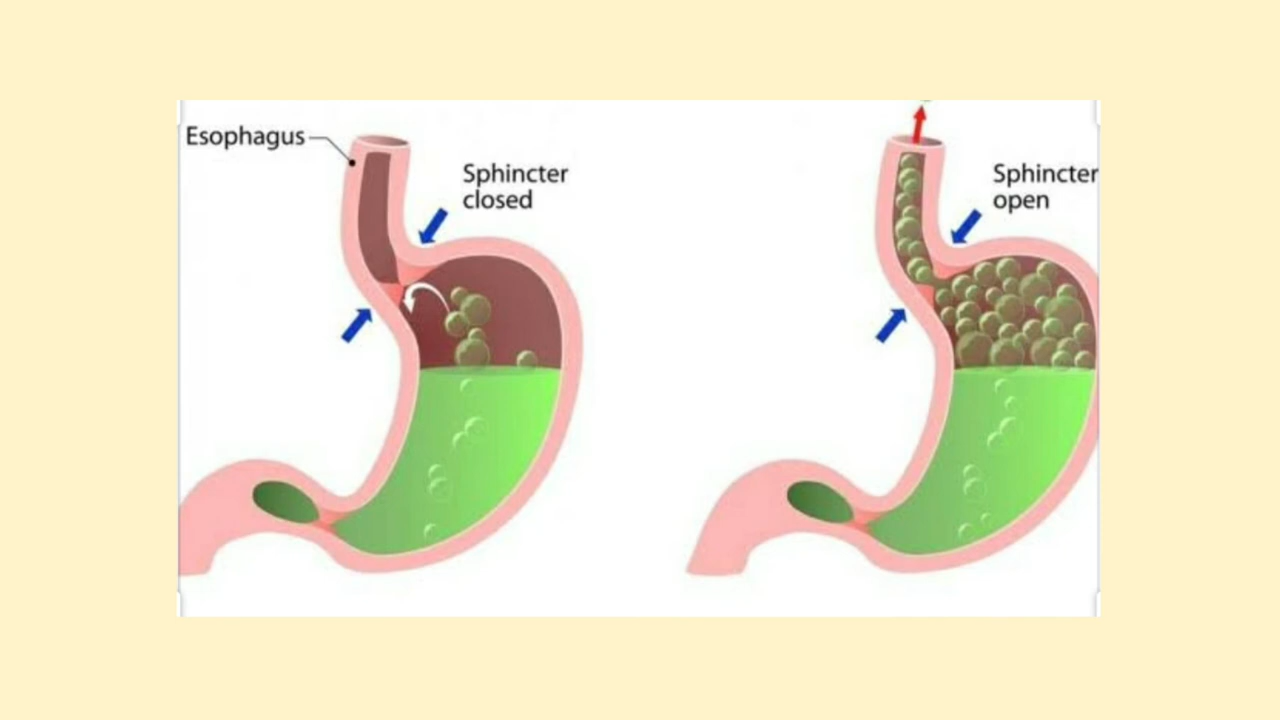 Esophagus
Sphincter
closed
Sphincter
open